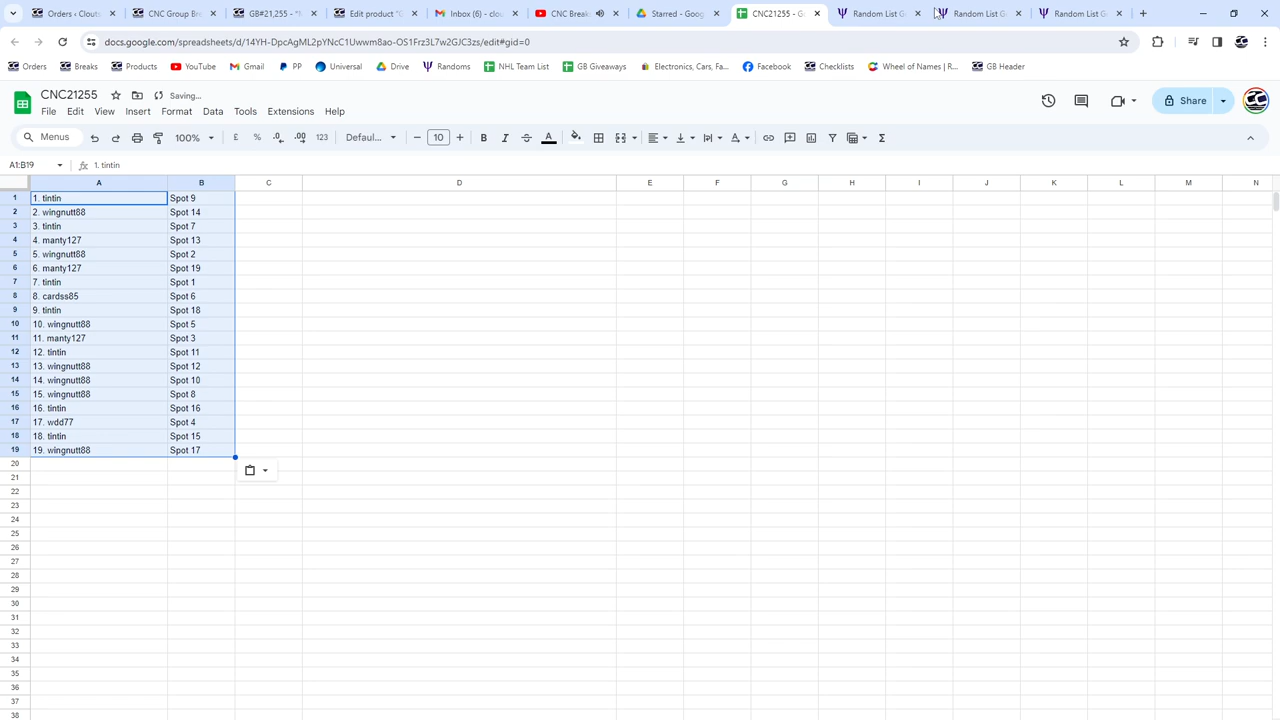 Orders · Clouts
CNC Group Bre
GB#21255 - *
Edit product "G
Inbox (6) - clou
CNC Breaks
Starred - Goog
CNC21255 - G
Random List G
Random List G
Random List G
docs.google.com/spreadsheets/d/14YH-DpcAgML2pYNcC1Uwwm8ao-OS1Frz3L7w2GJC3zs/edit#gid=0
Orders Breaks Products YouTube Gmail PP Universal Drive Randoms NHL Team List GB Giveaways Electronics, Cars, Fa... Facebook Checklists Wheel of Names | R... GB Header
CNC21255 Saving...
File Edit View Insert Format Data Tools Extensions Help
Share
Menus 100% £ % .0 .00 123 Defaul... 10 B I A
A1:B19 fx 1. tintin
A B C D E F G H I J K L M N
1 1. tintin Spot 9
2 2. wingnutt88 Spot 14
3 3. tintin Spot 7
4 4. manty127 Spot 13
5 5. wingnutt88 Spot 2
6 6. manty127 Spot 19
7 7. tintin Spot 1
8 8. cardss85 Spot 6
9 9. tintin Spot 18
10 10. wingnutt88 Spot 5
11 11. manty127 Spot 3
12 12. tintin Spot 11
13 13. wingnutt88 Spot 12
14 14. wingnutt88 Spot 10
15 15. wingnutt88 Spot 8
16 16. tintin Spot 16
17 17. wdd77 Spot 4
18 18. tintin Spot 15
19 19. wingnutt88 Spot 17
20
21
22
23
24
25
26
27
28
29
30
31
32
33
34
35
36
37
38